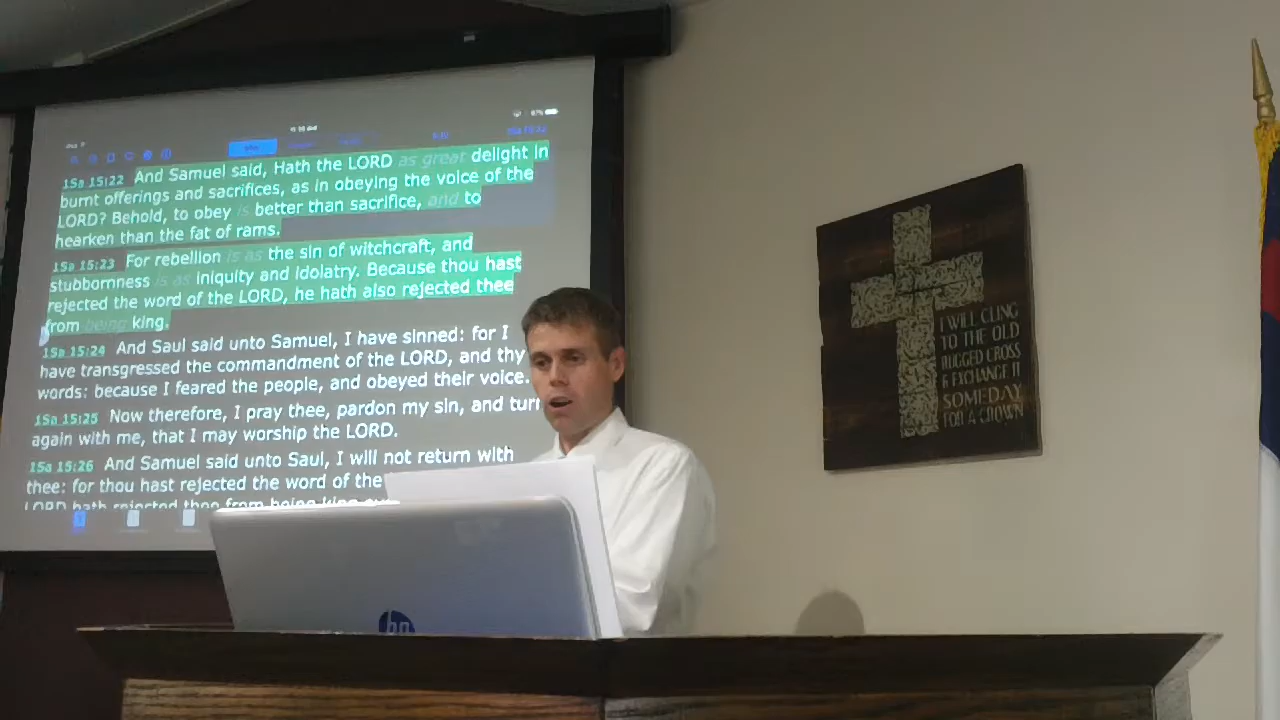 1Sa 15:22 And Samuel said, Hath the LORD as great delight in
burnt offerings and sacrifices, as in obeying the voice of the
LORD? Behold, to obey is better than sacrifice, and to
hearken than the fat of rams.
1Sa 15:23 For rebellion is as the sin of witchcraft, and
stubbornness is as iniquity and idolatry. Because thou hast
rejected the word of the LORD, he hath also rejected thee
from being king.
1Sa 15:24 And Saul said unto Samuel, I have sinned: for I
have transgressed the commandment of the LORD, and thy
words: because I feared the people, and obeyed their voice.
1Sa 15:25 Now therefore, I pray thee, pardon my sin, and turn
again with me, that I may worship the LORD.
1Sa 15:26 And Samuel said unto Saul, I will not return with
thee: for thou hast rejected the word of the
LORD hath rejected thee from being king
hp
I WILL CLING
TO THE OLD
RUGGED CROSS
& EXCHANGE IT
SOMEDAY
FOR A CROWN